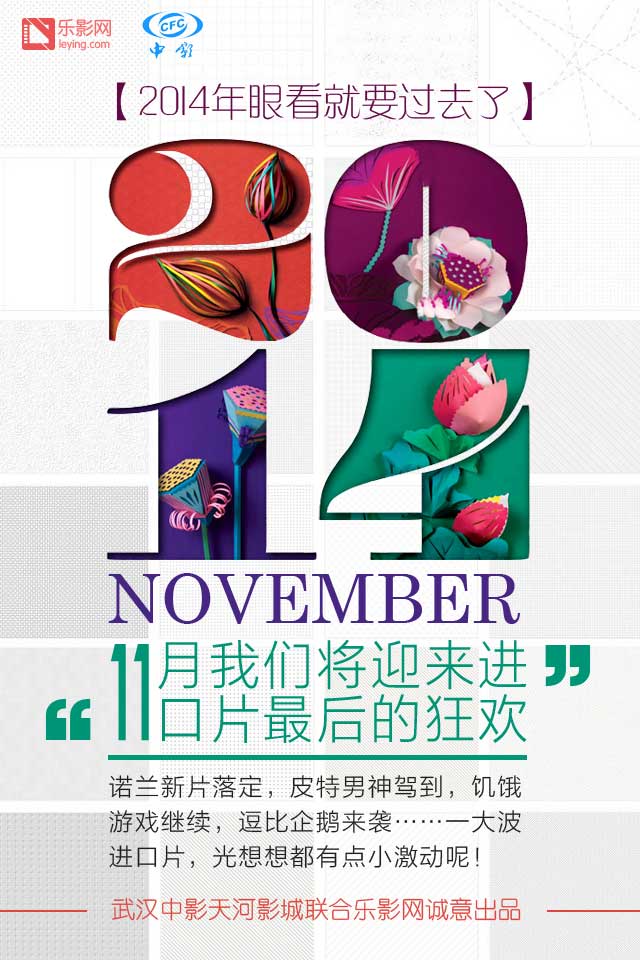 乐影网
leying.com
CFC
中影
【2014年眼看就要过去了】
20
14
NOVEMBER
“11月我们将迎来进”
口片最后的狂欢
诺兰新片落定，皮特男神驾到，饥饿
游戏继续，逗比企鹅来袭……一大波
进口片，光想想都有点小激动呢！
武汉中影天河影城联合乐影网诚意出品